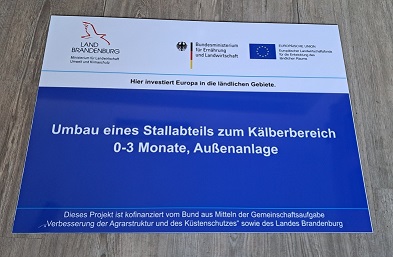 LAND
BRANDENBURG
Ministerium für Landwirtschaft
Umwelt und Klimaschutz
Bundesministerium
für Ernährung
und Landwirtschaft
EUROPÄISCHE UNION
Europäischer Landwirtschaftsfonds
für die Entwicklung des
ländlichen Raums
Hier investiert Europa in die ländlichen Gebiete.
Umbau eines Stallabteils zum Kälberbereich
0-3 Monate, Außenanlage
Dieses Projekt ist kofinanziert vom Bund aus Mitteln der Gemeinschaftsaufgabe
„Verbesserung der Agrarstruktur und des Küstenschutzes“ sowie des Landes Brandenburg